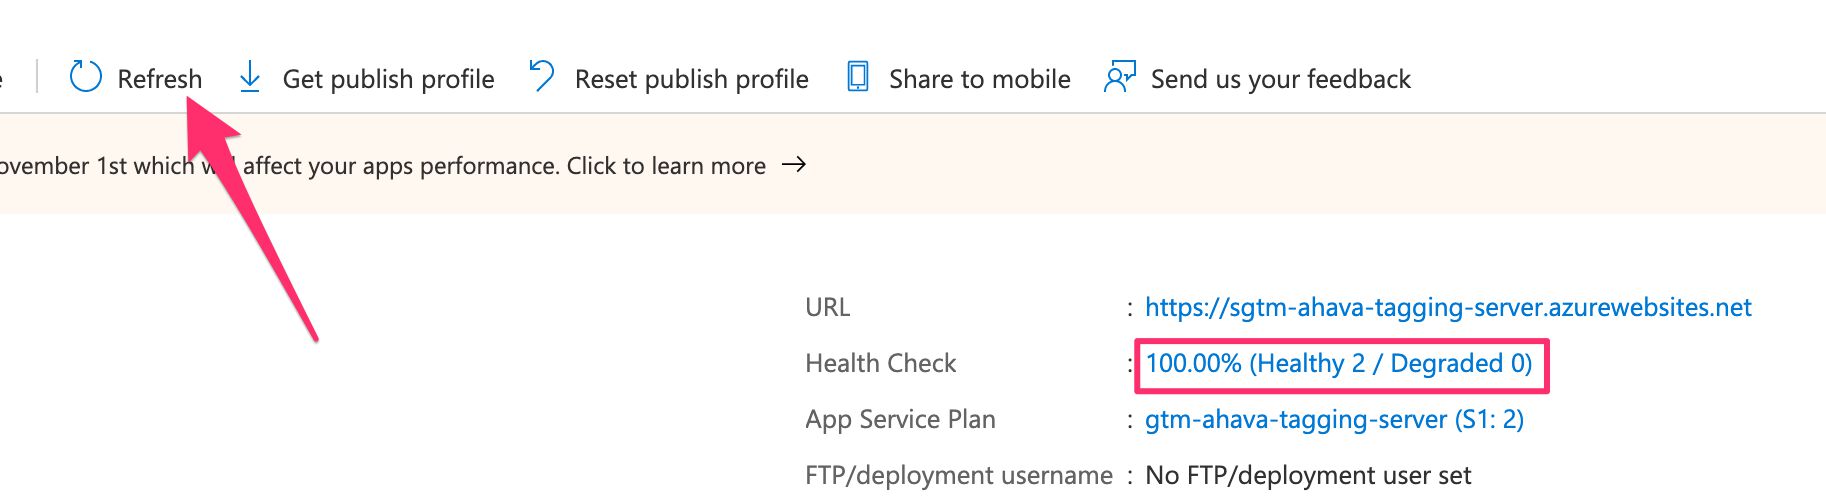 Refresh Get publish profile Reset publish profile Share to mobile Send us your feedback
ovember 1st which affect your apps performance. Click to learn more →
URL : https://sgtm-ahava-tagging-server.azurewebsites.net
Health Check : 100.00% (Healthy 2 / Degraded 0)
App Service Plan : gtm-ahava-tagging-server (S1: 2)
FTP/deployment username : No FTP/deployment user set